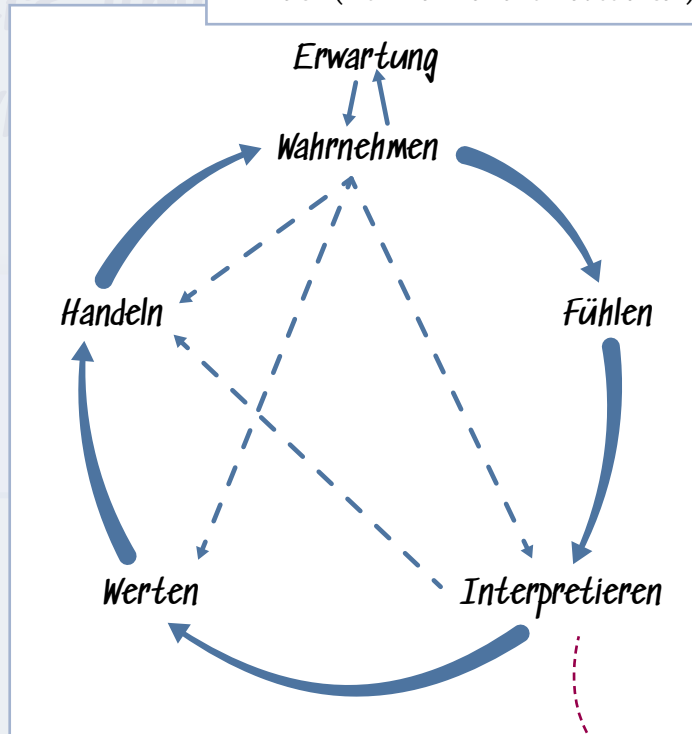 Erwartung
Wahrnehmen
Handeln
Fühlen
Werten
Interpretieren